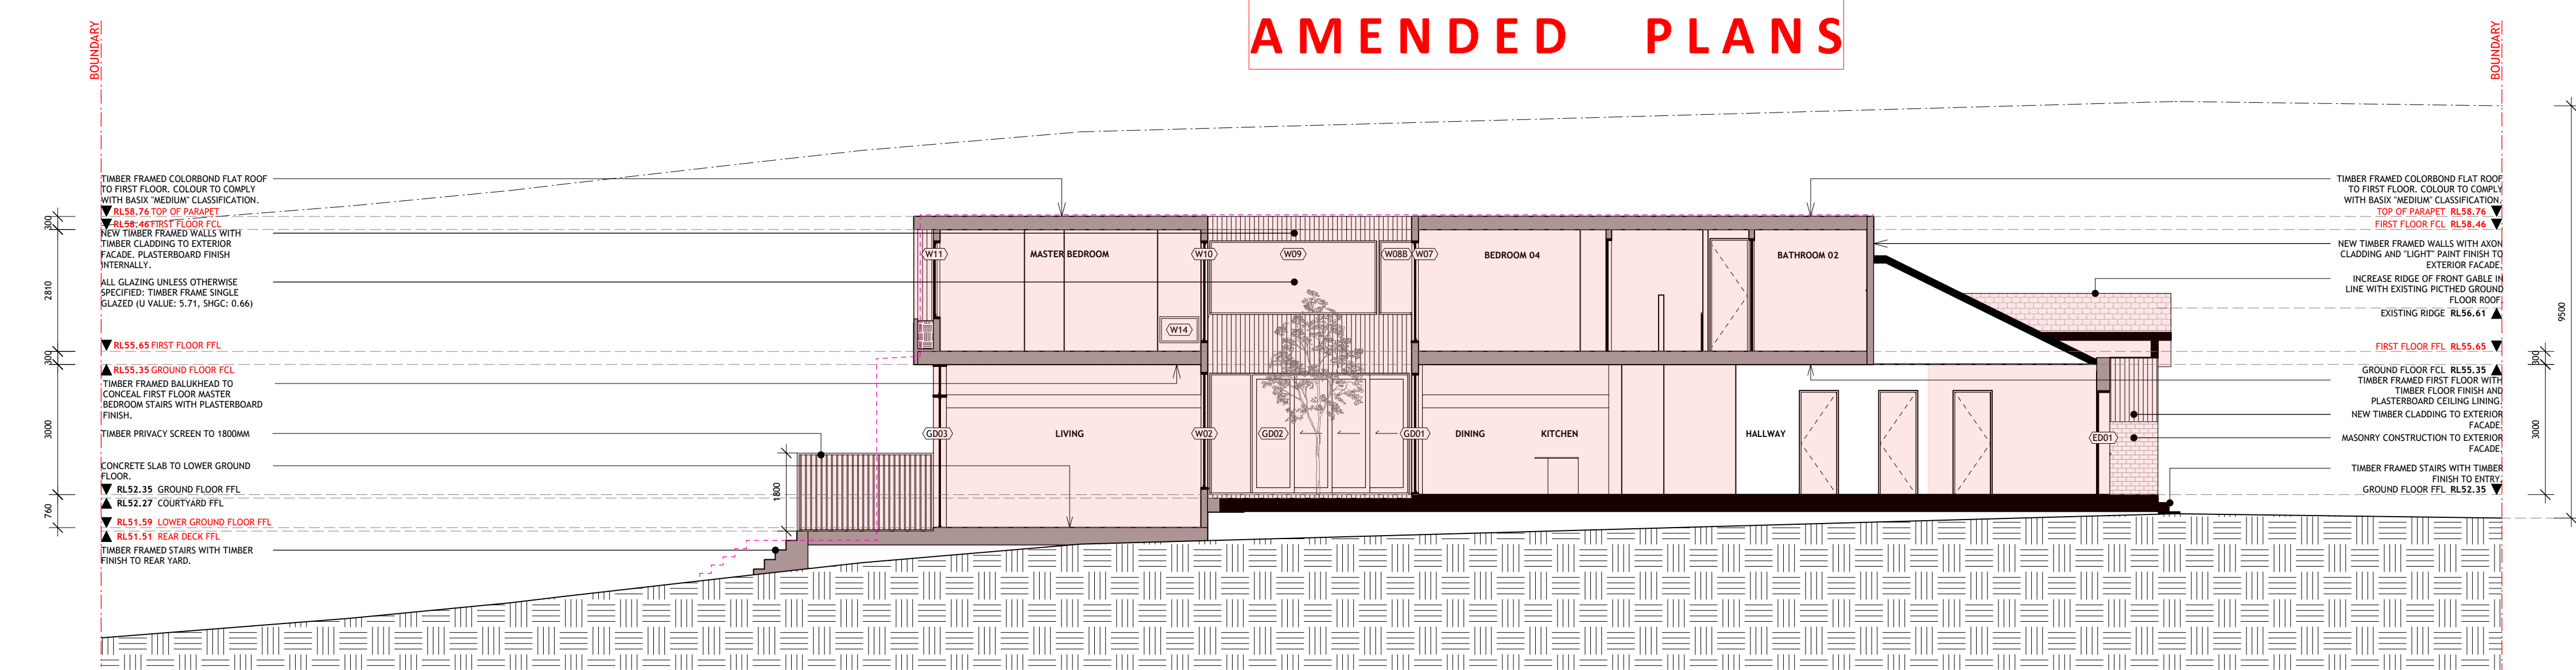 AMENDED PLANS
BOUNDARY
BOUNDARY
TIMBER FRAMED COLORBOND FLAT ROOF
TO FIRST FLOOR. COLOUR TO COMPLY
WITH BASIX "MEDIUM" CLASSIFICATION.
RL58.76 TOP OF PARAPET
RL58.46 FIRST FLOOR FCL
NEW TIMBER FRAMED WALLS WITH
TIMBER CLADDING TO EXTERIOR
FACADE. PLASTERBOARD FINISH
INTERNALLY.
ALL GLAZING UNLESS OTHERWISE
SPECIFIED: TIMBER FRAME SINGLE
GLAZED (U VALUE: 5.71, SHGC: 0.66)
RL55.65 FIRST FLOOR FFL
RL55.35 GROUND FLOOR FCL
TIMBER FRAMED BALUKHEAD TO
CONCEAL FIRST FLOOR MASTER
BEDROOM STAIRS WITH PLASTERBOARD
FINISH.
TIMBER PRIVACY SCREEN TO 1800MM
CONCRETE SLAB TO LOWER GROUND
FLOOR.
RL52.35 GROUND FLOOR FFL
RL52.27 COURTYARD FFL
RL51.59 LOWER GROUND FLOOR FFL
RL51.51 REAR DECK FFL
TIMBER FRAMED STAIRS WITH TIMBER
FINISH TO REAR YARD.
300
2810
300
3000
760
1800
W11
MASTER BEDROOM
W10
W09
W08B
W07
BEDROOM 04
BATHROOM 02
W14
GD03
LIVING
W02
GD02
GD01
DINING
KITCHEN
HALLWAY
ED01
TIMBER FRAMED COLORBOND FLAT ROOF
TO FIRST FLOOR. COLOUR TO COMPLY
WITH BASIX "MEDIUM" CLASSIFICATION.
TOP OF PARAPET RL58.76
FIRST FLOOR FCL RL58.46
NEW TIMBER FRAMED WALLS WITH AXON
CLADDING AND "LIGHT" PAINT FINISH TO
EXTERIOR FACADE.
INCREASE RIDGE OF FRONT GABLE IN
LINE WITH EXISTING PICTHED GROUND
FLOOR ROOF.
EXISTING RIDGE RL56.61
FIRST FLOOR FFL RL55.65
GROUND FLOOR FCL RL55.35
TIMBER FRAMED FIRST FLOOR WITH
TIMBER FLOOR FINISH AND
PLASTERBOARD CEILING LINING.
NEW TIMBER CLADDING TO EXTERIOR
FACADE.
MASONRY CONSTRUCTION TO EXTERIOR
FACADE.
TIMBER FRAMED STAIRS WITH TIMBER
FINISH TO ENTRY.
GROUND FLOOR FFL RL52.35
300
3000
9500